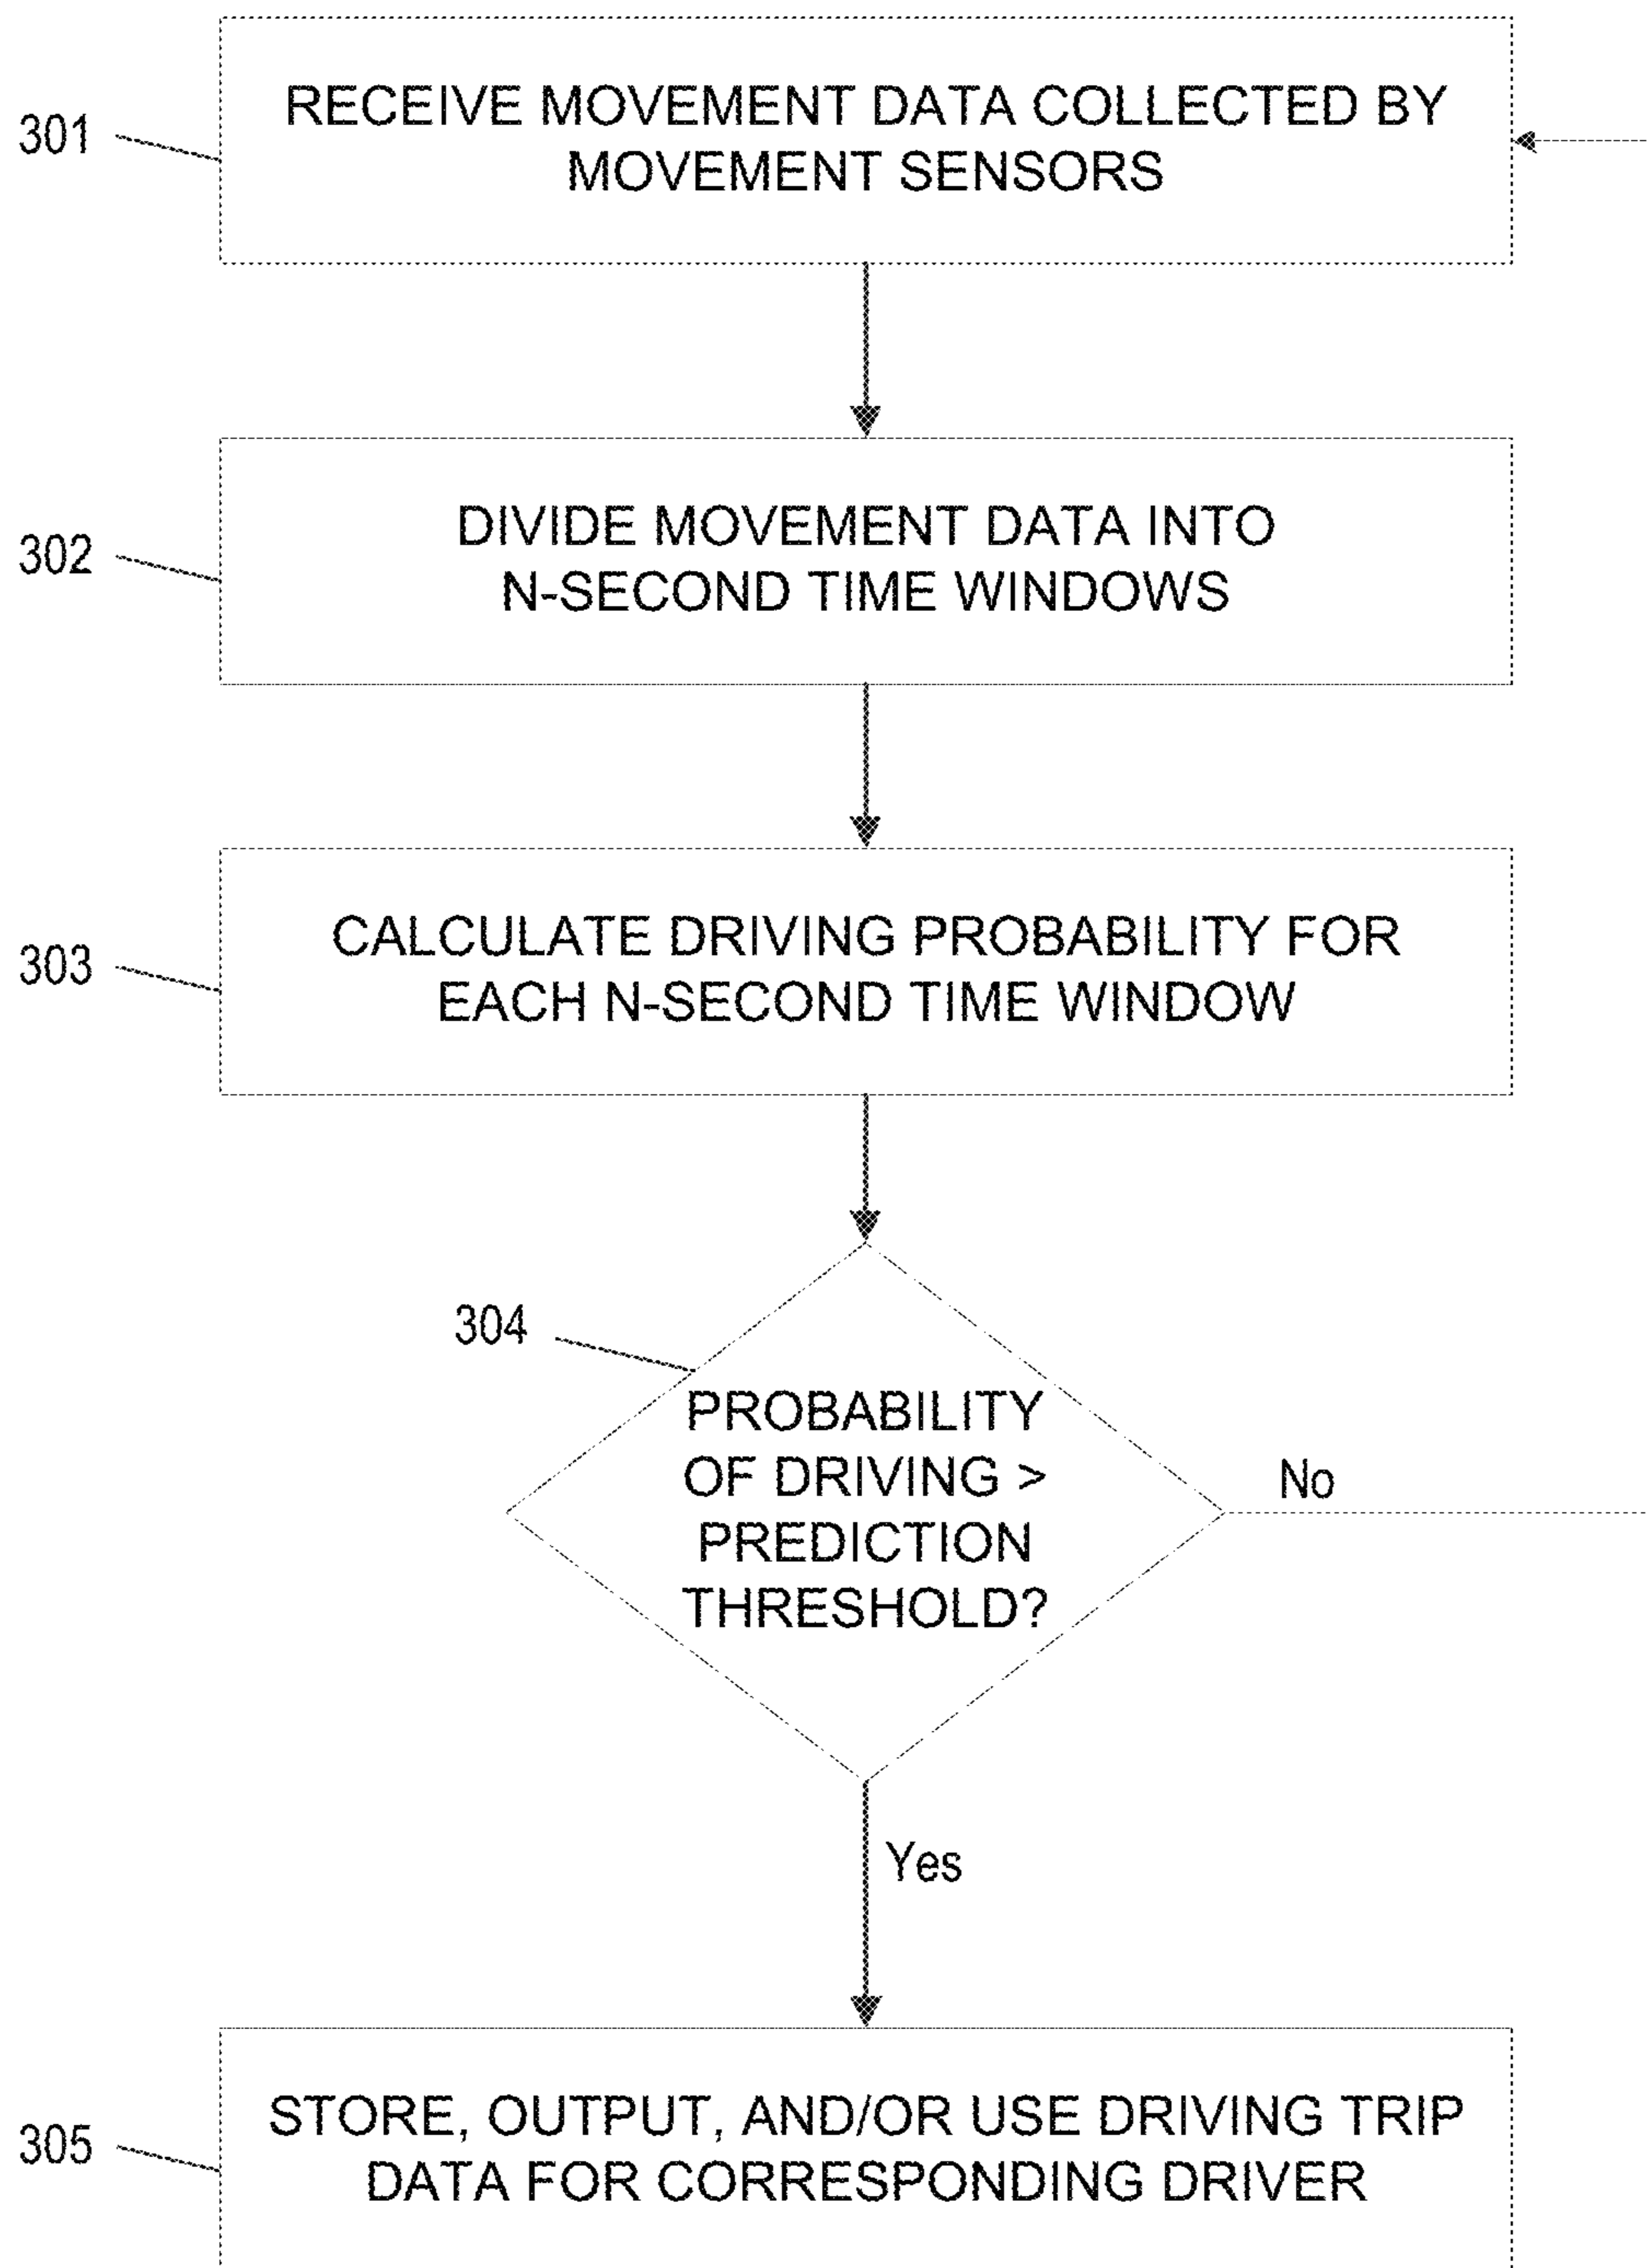 301
RECEIVE MOVEMENT DATA COLLECTED BY
MOVEMENT SENSORS
302
DIVIDE MOVEMENT DATA INTO
N-SECOND TIME WINDOWS
303
CALCULATE DRIVING PROBABILITY FOR
EACH N-SECOND TIME WINDOW
304
PROBABILITY
OF DRIVING >
PREDICTION
THRESHOLD?
No
Yes
305
STORE, OUTPUT, AND/OR USE DRIVING TRIP
DATA FOR CORRESPONDING DRIVER